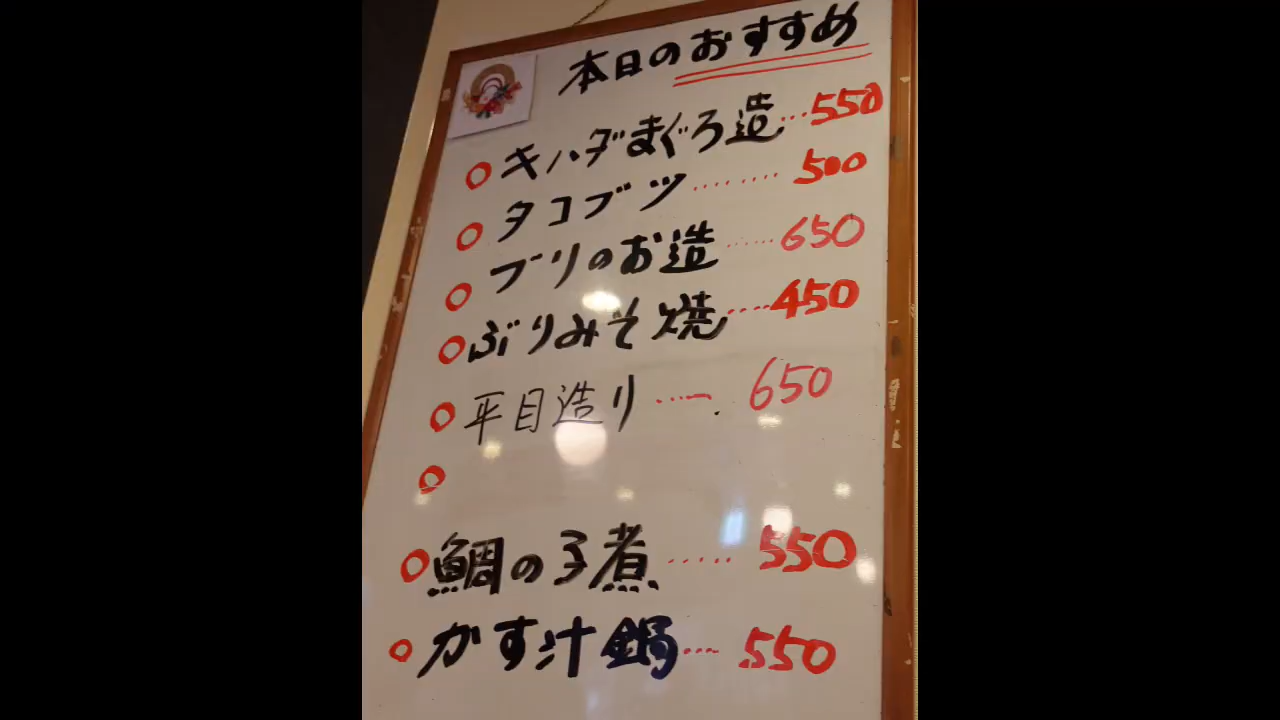 本日のおすすめ
○キハダまぐろ造…550
○タコブツ………500
○ブリのお造……650
○ぶりみそ焼……450
○平目造り……650
○
○鯛の子煮……550
○かす汁鍋…550